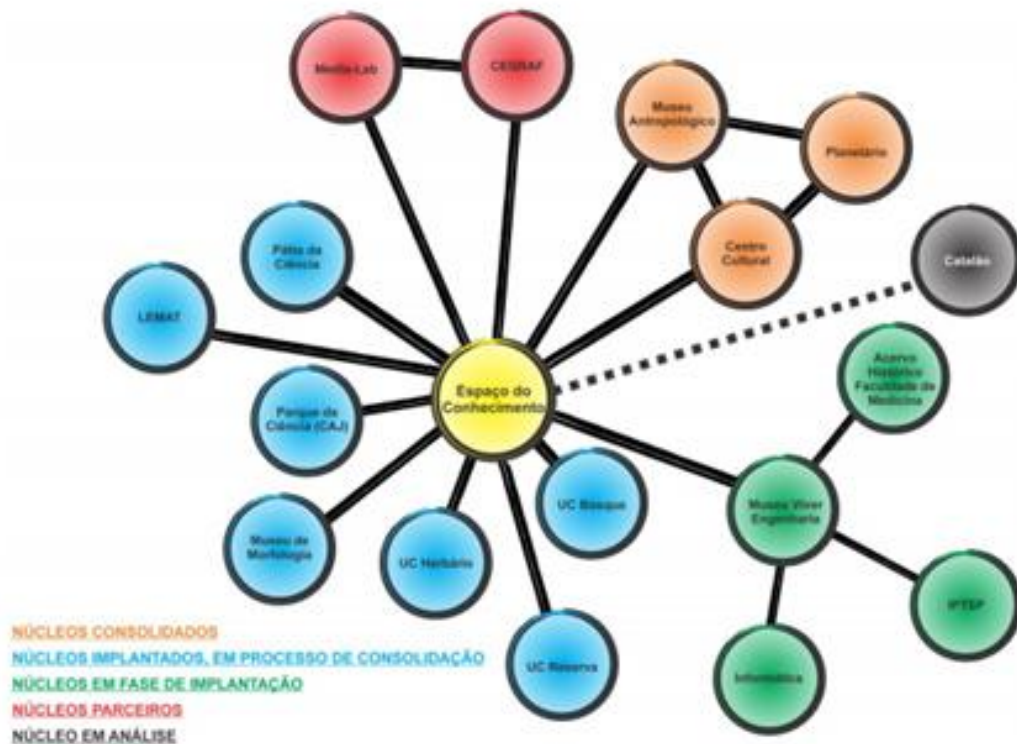 Media-Lab
CEGRAF
Museu
Antropológico
Planetário
Centro
Cultural
Catalão
Pátio da
Ciência
LEMAT
Espaço do
Conhecimento
Parque da
Ciência (CAJ)
Acervo
Histórico
Faculdade de
Medicina
UC Bosque
Museu Viver
Engenharia
Museu de
Morfologia
UC Herbário
IPTSP
UC Reserva
Informática
NÚCLEOS CONSOLIDADOS
NÚCLEOS IMPLANTADOS, EM PROCESSO DE CONSOLIDAÇÃO
NÚCLEOS EM FASE DE IMPLANTAÇÃO
NÚCLEOS PARCEIROS
NÚCLEO EM ANÁLISE